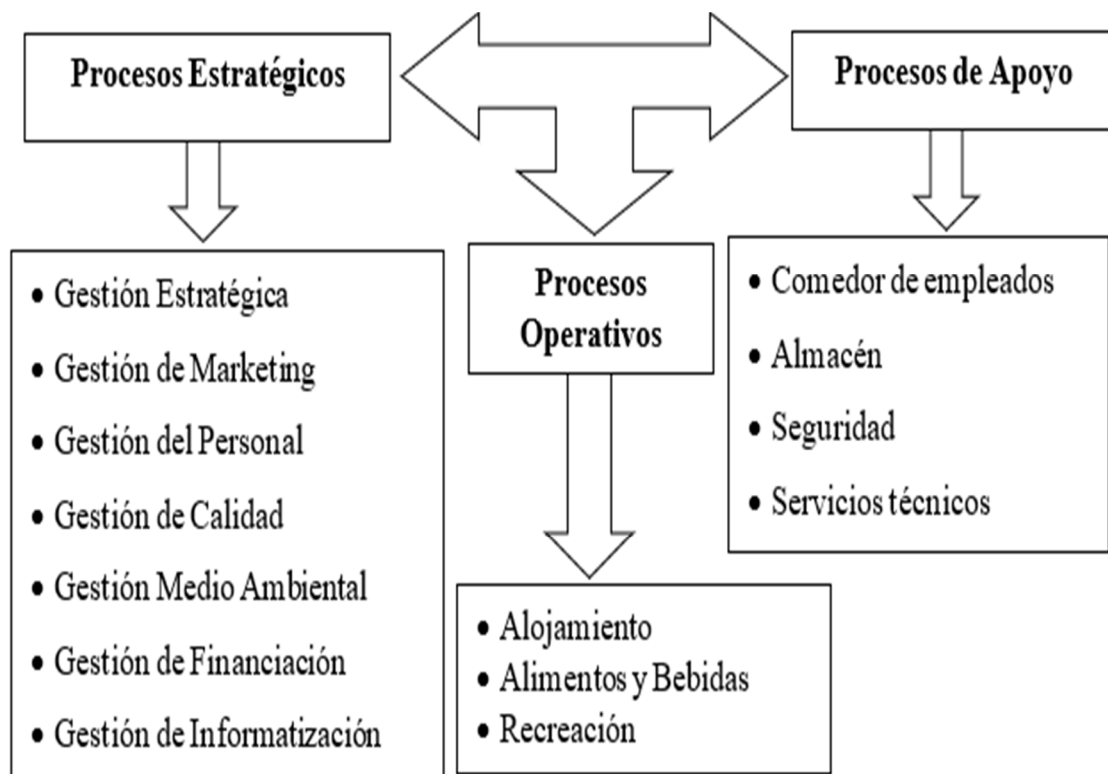 Procesos Estratégicos
Procesos de Apoyo
Procesos
Operativos
• Gestión Estratégica
• Gestión de Marketing
• Gestión del Personal
• Gestión de Calidad
• Gestión Medio Ambiental
• Gestión de Financiación
• Gestión de Informatización
• Comedor de empleados
• Almacén
• Seguridad
• Servicios técnicos
• Alojamiento
• Alimentos y Bebidas
• Recreación